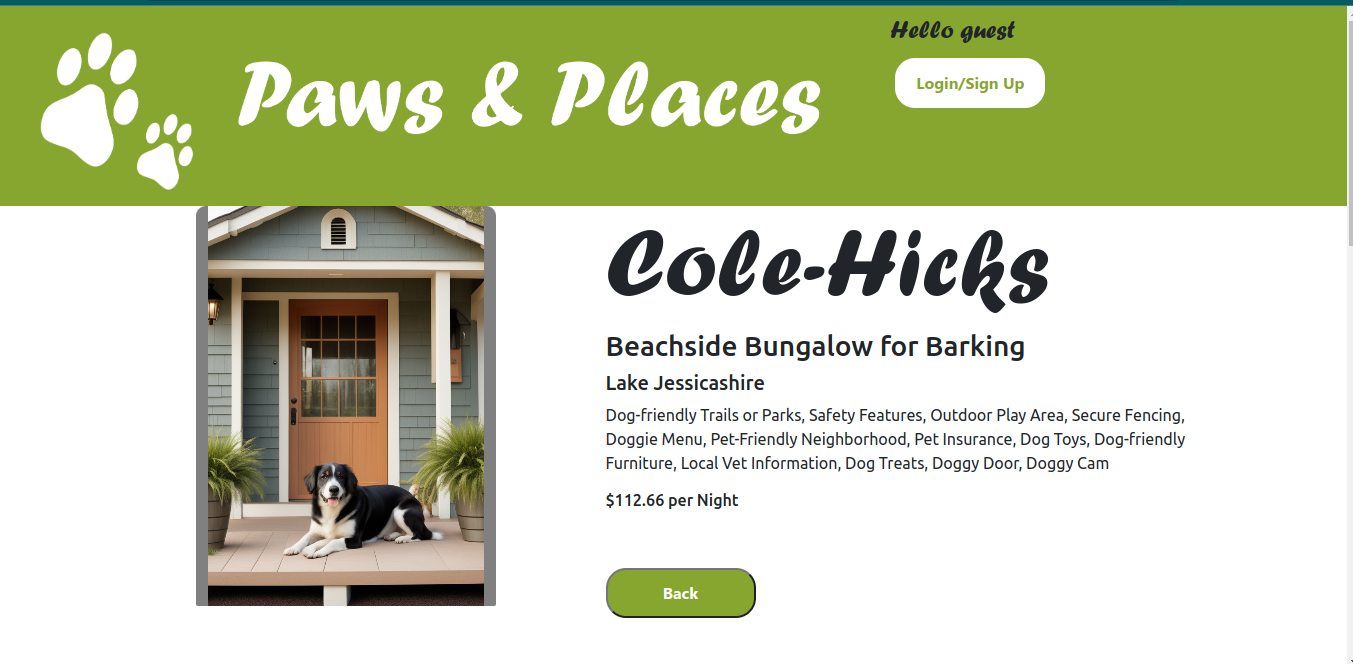 Hello guest
Login/Sign Up
Paws & Places
Cole-Hicks
Beachside Bungalow for Barking
Lake Jessicashire
Dog-friendly Trails or Parks, Safety Features, Outdoor Play Area, Secure Fencing,
Doggie Menu, Pet-Friendly Neighborhood, Pet Insurance, Dog Toys, Dog-friendly
Furniture, Local Vet Information, Dog Treats, Doggy Door, Doggy Cam
$112.66 per Night
Back